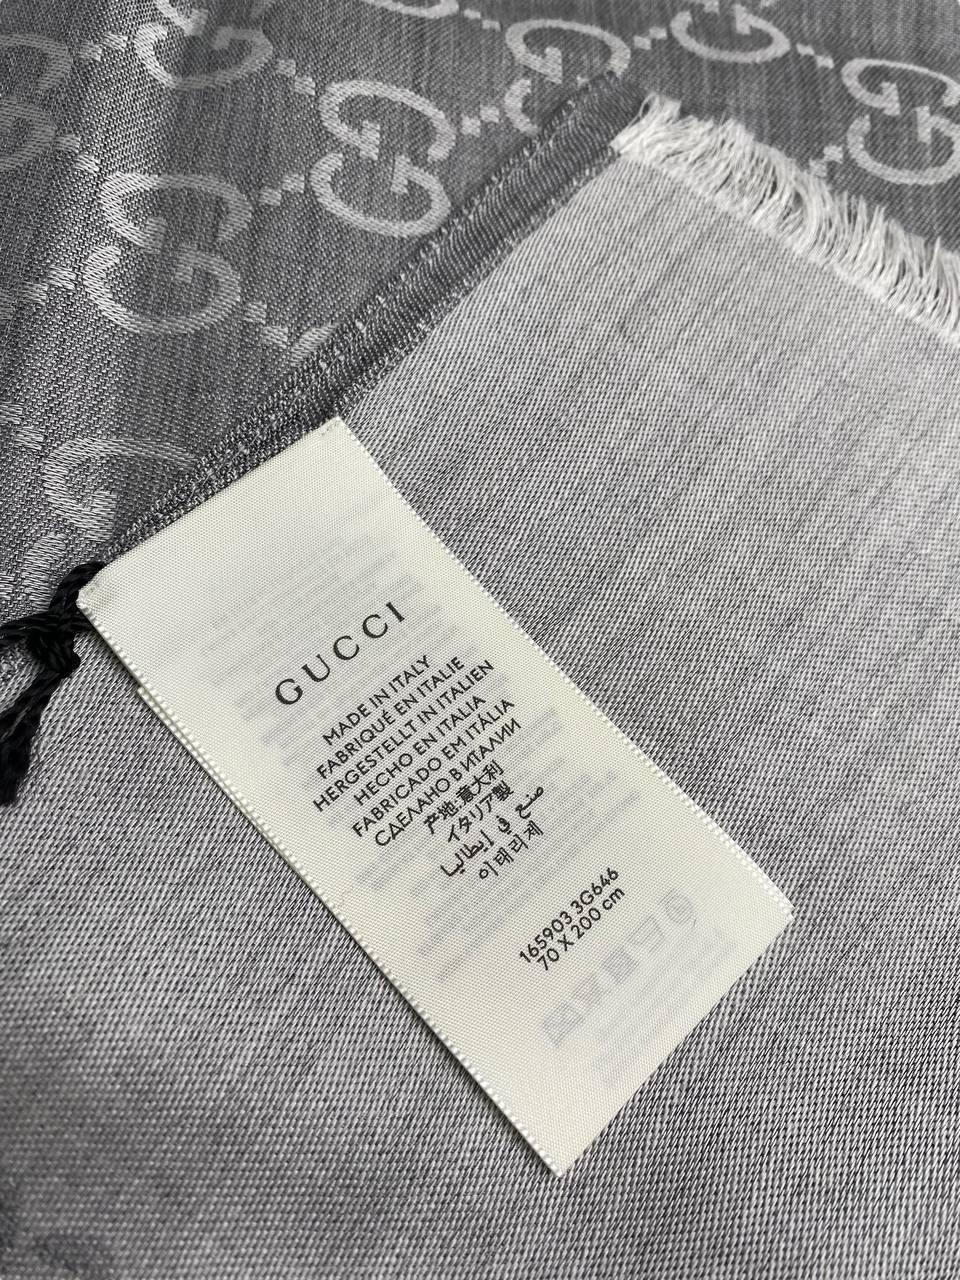 GUCCI
MADE IN ITALY
FABRIQUÉ EN ITALIE
HERGESTELLT IN ITALIEN
HECHO EN ITALIA
FABRICADO EM ITÁLIA
СДЕЛАНО В ИТАЛИИ
产地:意大利
イタリア製
صنع في إيطاليا
이태리제
165903 3G646
70 X 200 cm